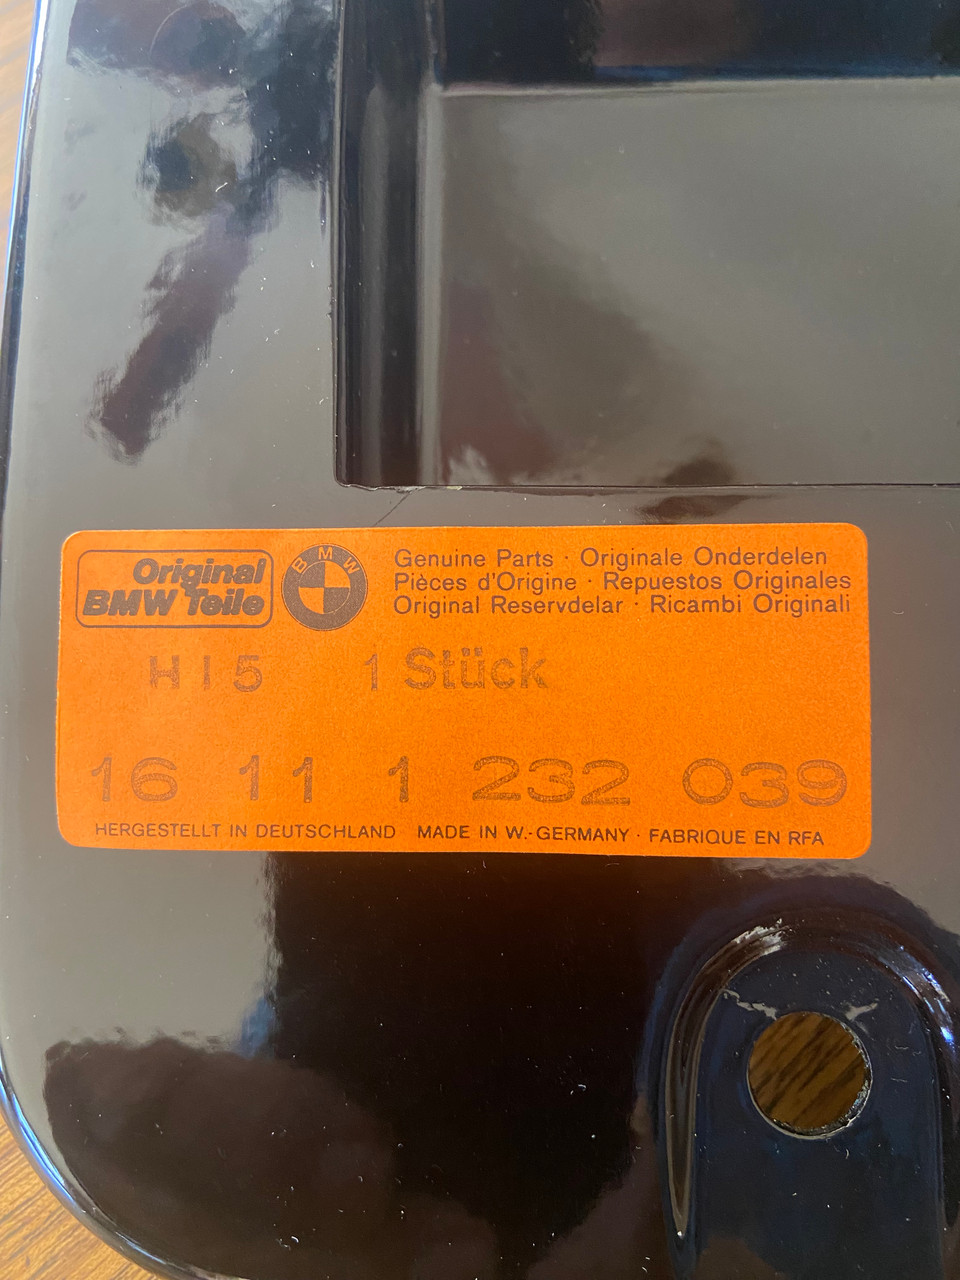 Original
BMW Teile
BMW
Genuine Parts · Originale Onderdelen
Pièces d'Origine · Repuestos Originales
Original Reservdelar · Ricambi Originali
H I 5 1 Stück
16 11 1 232 039
HERGESTELLT IN DEUTSCHLAND MADE IN W.-GERMANY · FABRIQUE EN RFA